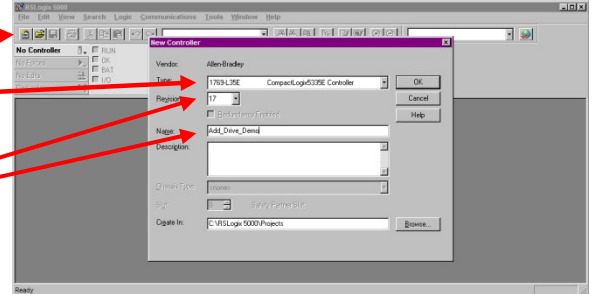 RSLogix 5000
File Edit View Search Logic Communications Tools Window Help
No Controller
RUN
No Forces
OK
No Edits
BAT
I/O
New Controller
Vendor: Allen-Bradley
Type: 1769-L35E CompactLogix5335E Controller
OK
Revision: 17
Cancel
Redundancy Enabled
Help
Name: Add_Drive_Demo
Description:
Chassis Type: <none>
Slot: 0 Safety Partner Slot:
Create In: C:\RSLogix 5000\Projects
Browse...
Ready